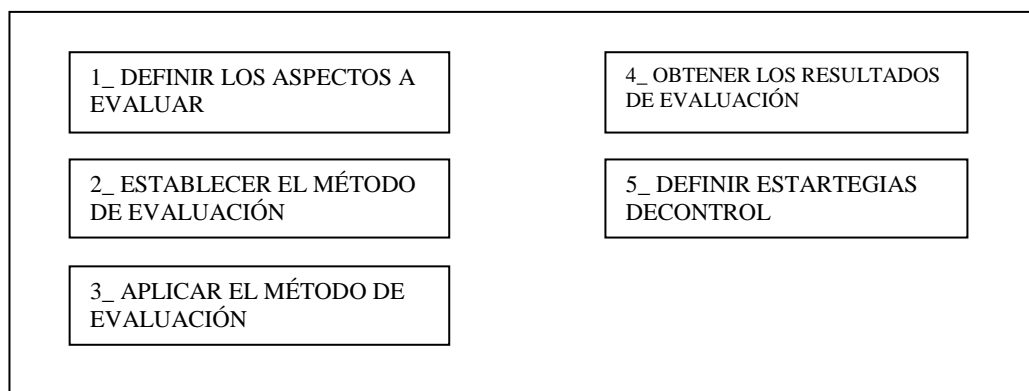 1_ DEFINIR LOS ASPECTOS A
EVALUAR
2_ ESTABLECER EL MÉTODO
DE EVALUACIÓN
3_ APLICAR EL MÉTODO DE
EVALUACIÓN
4_ OBTENER LOS RESULTADOS
DE EVALUACIÓN
5_ DEFINIR ESTARTEGIAS
DECONTROL